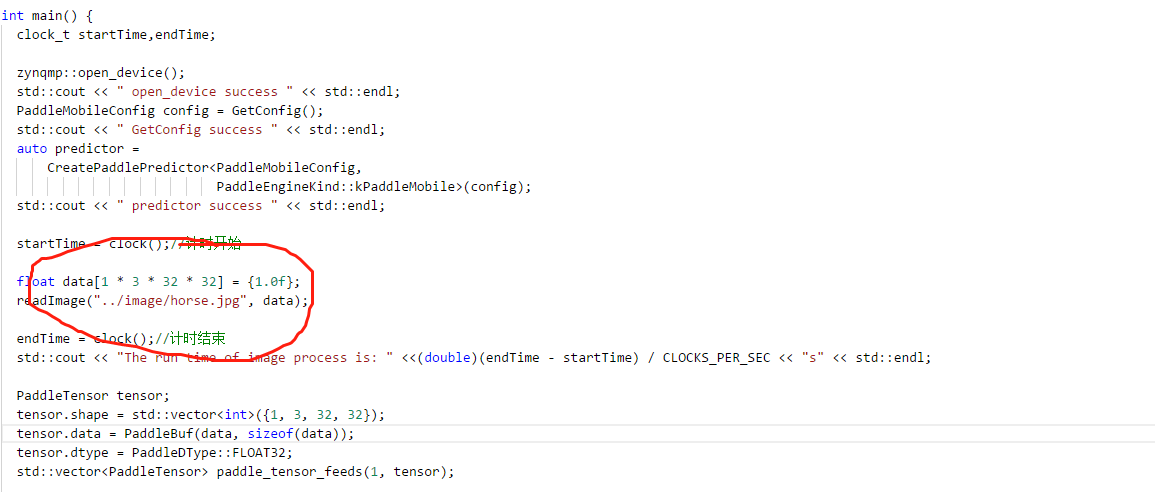 int main() {
clock_t startTime,endTime;
zynqmp::open_device();
std::cout << " open_device success " << std::endl;
PaddleMobileConfig config = GetConfig();
std::cout << " GetConfig success " << std::endl;
auto predictor =
CreatePaddlePredictor<PaddleMobileConfig,
PaddleEngineKind::kPaddleMobile>(config);
std::cout << " predictor success " << std::endl;
startTime = clock();//计时开始
float data[1 * 3 * 32 * 32] = {1.0f};
readImage("../image/horse.jpg", data);
endTime = clock();//计时结束
std::cout << "The run time of image process is: " <<(double)(endTime - startTime) / CLOCKS_PER_SEC << "s" << std::endl;
PaddleTensor tensor;
tensor.shape = std::vector<int>({1, 3, 32, 32});
tensor.data = PaddleBuf(data, sizeof(data));
tensor.dtype = PaddleDType::FLOAT32;
std::vector<PaddleTensor> paddle_tensor_feeds(1, tensor);